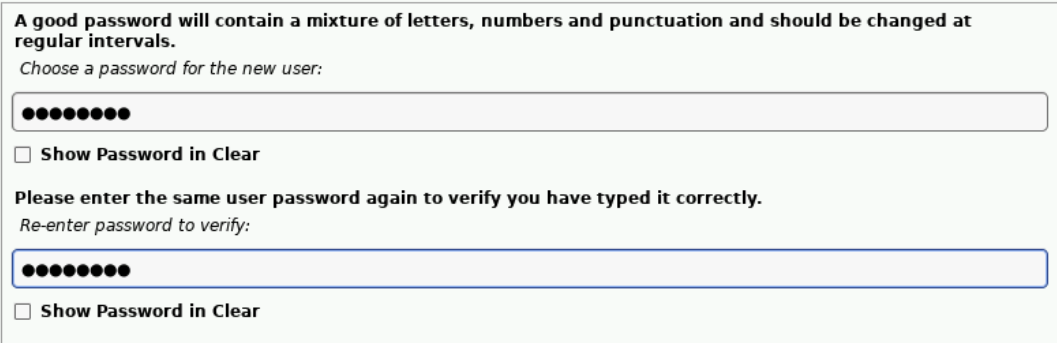 A good password will contain a mixture of letters, numbers and punctuation and should be changed at
regular intervals.
Choose a password for the new user:
●●●●●●●●
Show Password in Clear
Please enter the same user password again to verify you have typed it correctly.
Re-enter password to verify:
●●●●●●●●
Show Password in Clear